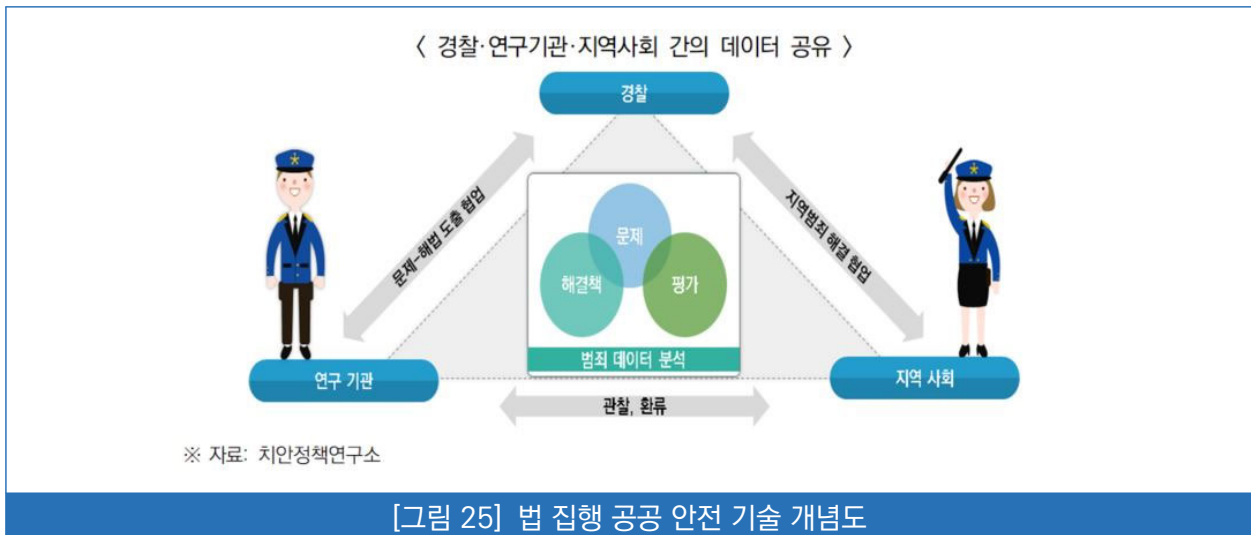 〈 경찰·연구기관·지역사회 간의 데이터 공유 〉
경찰
문제-해법 도출 협업
지역범죄 해결 협업
문제
해결책
평가
범죄 데이터 분석
연구 기관
지역 사회
관찰, 환류
※ 자료: 치안정책연구소
[그림 25] 법 집행 공공 안전 기술 개념도